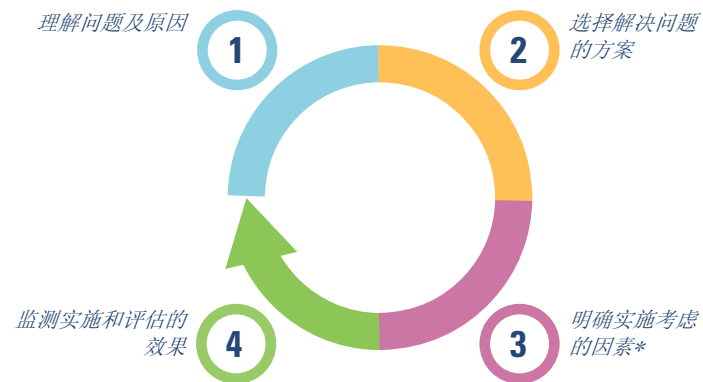 理解问题及原因
1
2
选择解决问题
的方案
监测实施和评估的
效果
4
3
明确实施考虑
的因素*